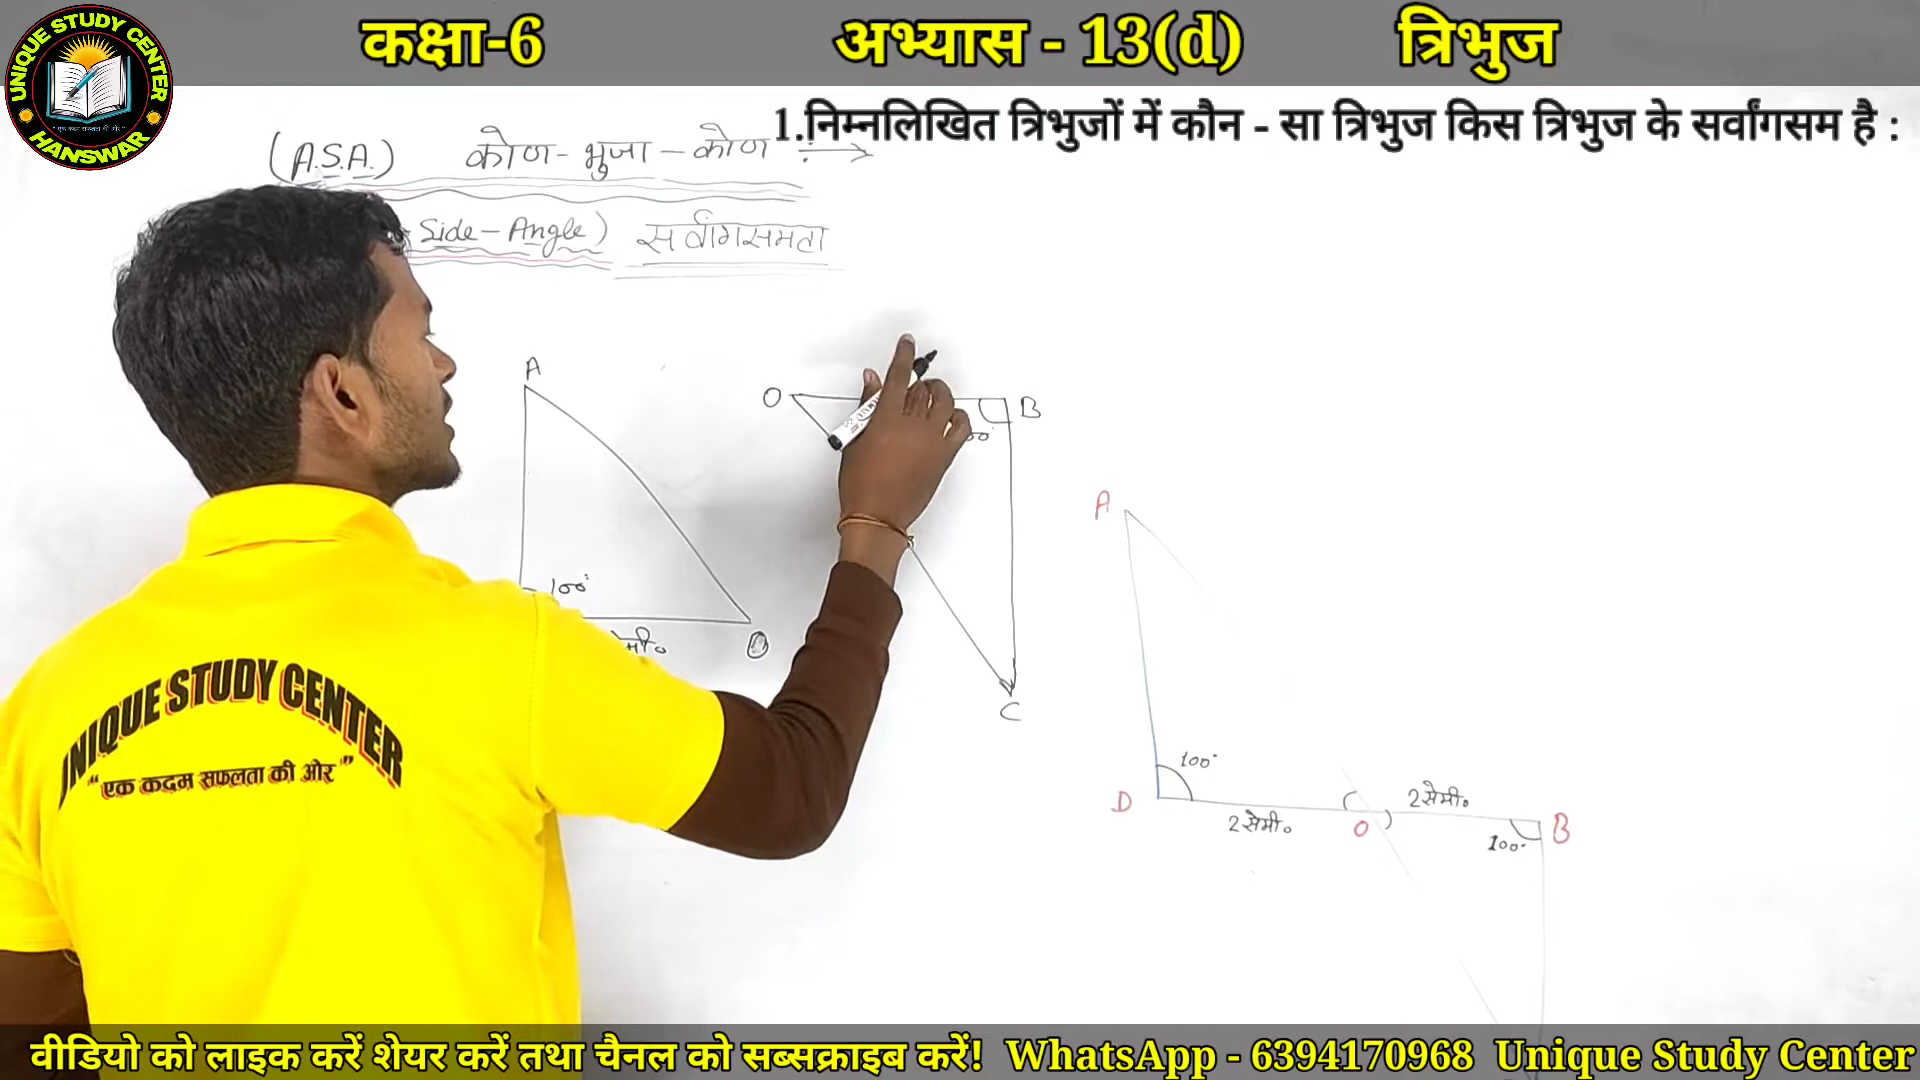 कक्षा-6 अभ्यास - 13(d) त्रिभुज
UNIQUE STUDY CENTER
HANSWAR
1.निम्नलिखित त्रिभुजों में कौन - सा त्रिभुज किस त्रिभुज के सर्वांगसम है :
(A.S.A.) कोण - भुजा - कोण :→
Side - Angle) सर्वांगसमता
A
O B
100°
C
A
100°
D 2सेमी० O 2सेमी० B
100°
UNIQUE STUDY CENTER
“एक कदम सफलता की ओर”
वीडियो को लाइक करें शेयर करें तथा चैनल को सब्सक्राइब करें! WhatsApp - 6394170968 Unique Study Center